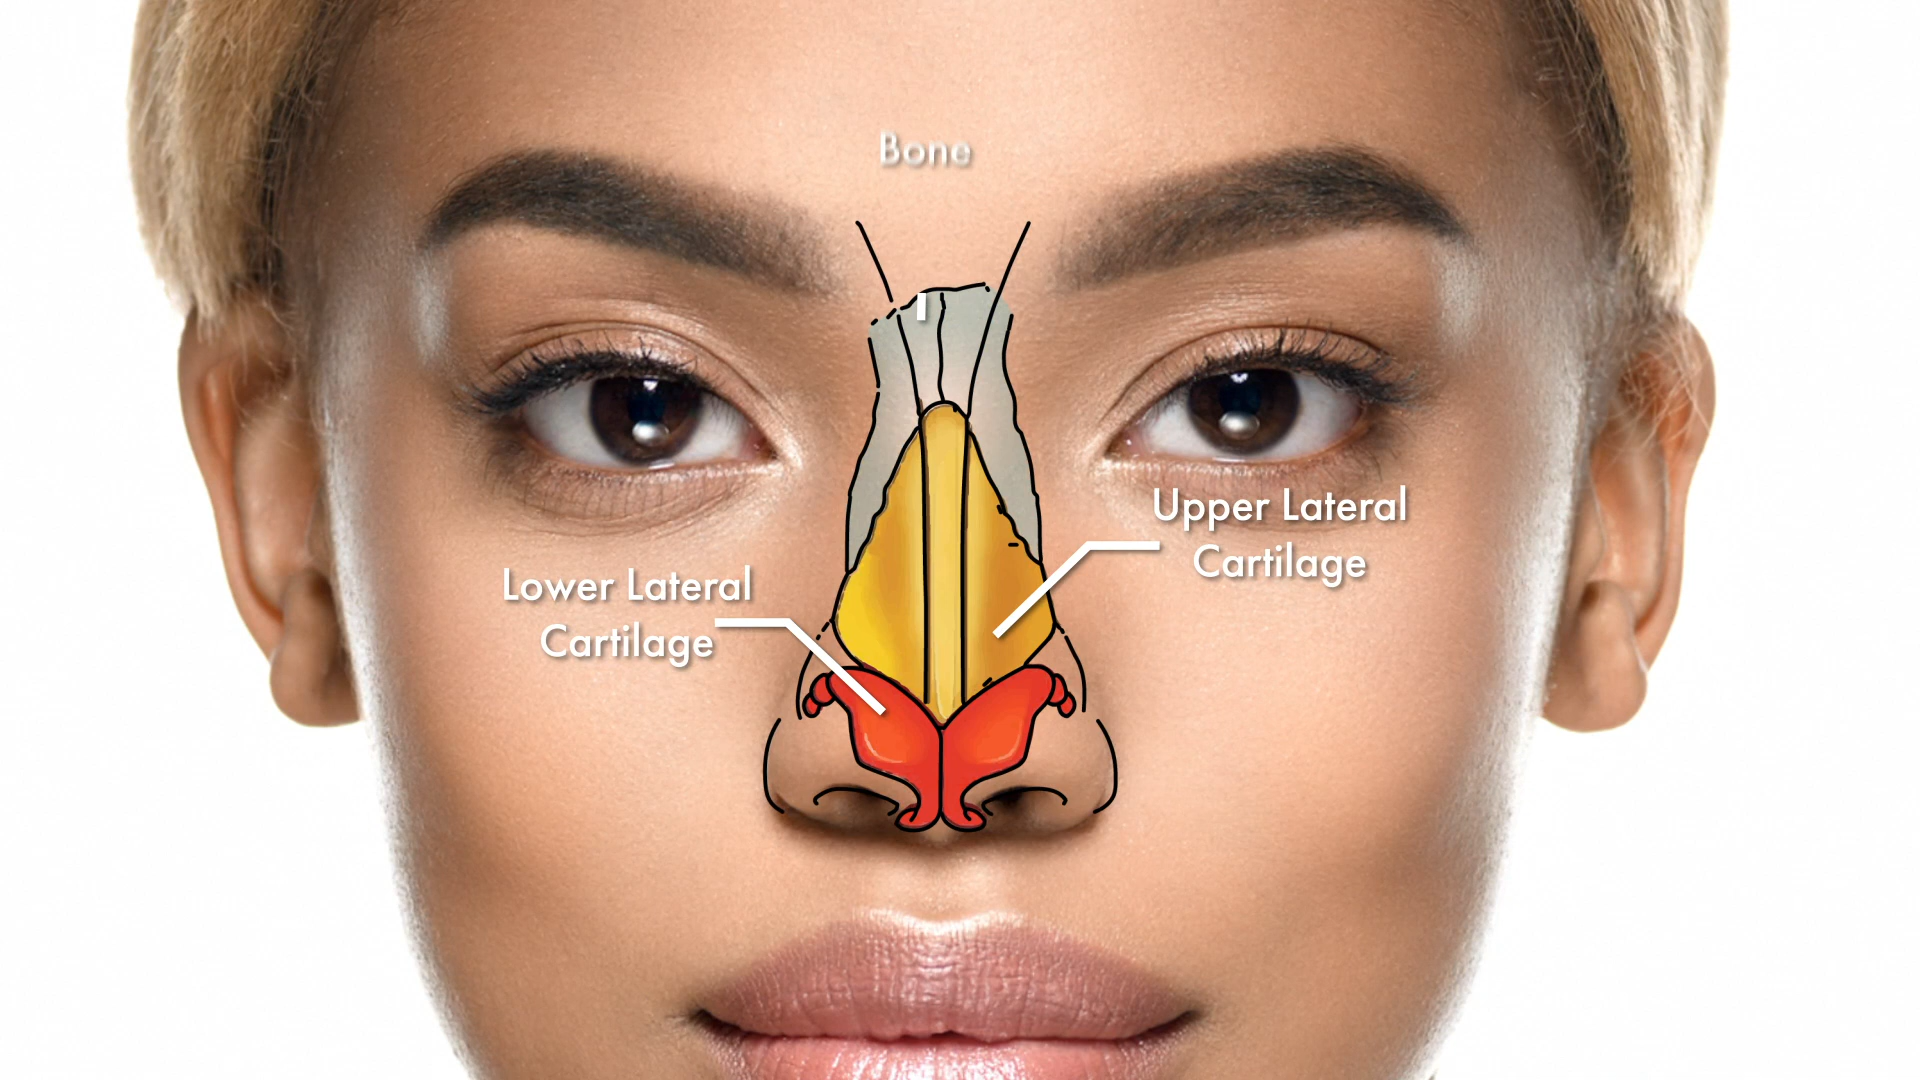 Bone
Upper Lateral
Cartilage
Lower Lateral
Cartilage